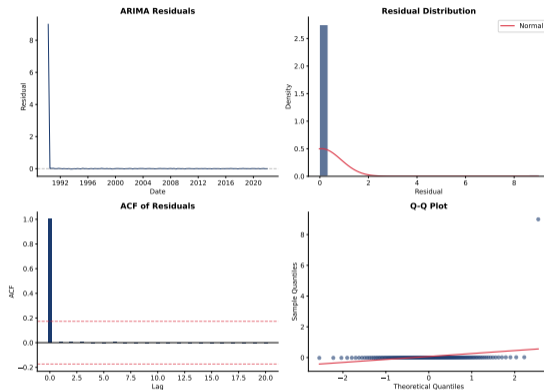 ARIMA Residuals
8
6
4
2
0
Residual
1992 1996 2000 2004 2008 2012 2016 2020
Date
Residual Distribution
Normal
2.5
2.0
1.5
1.0
0.5
0.0
Density
0 2 4 6 8
Residual
ACF of Residuals
1.0
0.8
0.6
0.4
0.2
0.0
−0.2
ACF
0.0 2.5 5.0 7.5 10.0 12.5 15.0 17.5 20.0
Lag
Q-Q Plot
8
6
4
2
0
Sample Quantiles
−2 −1 0 1 2
Theoretical Quantiles